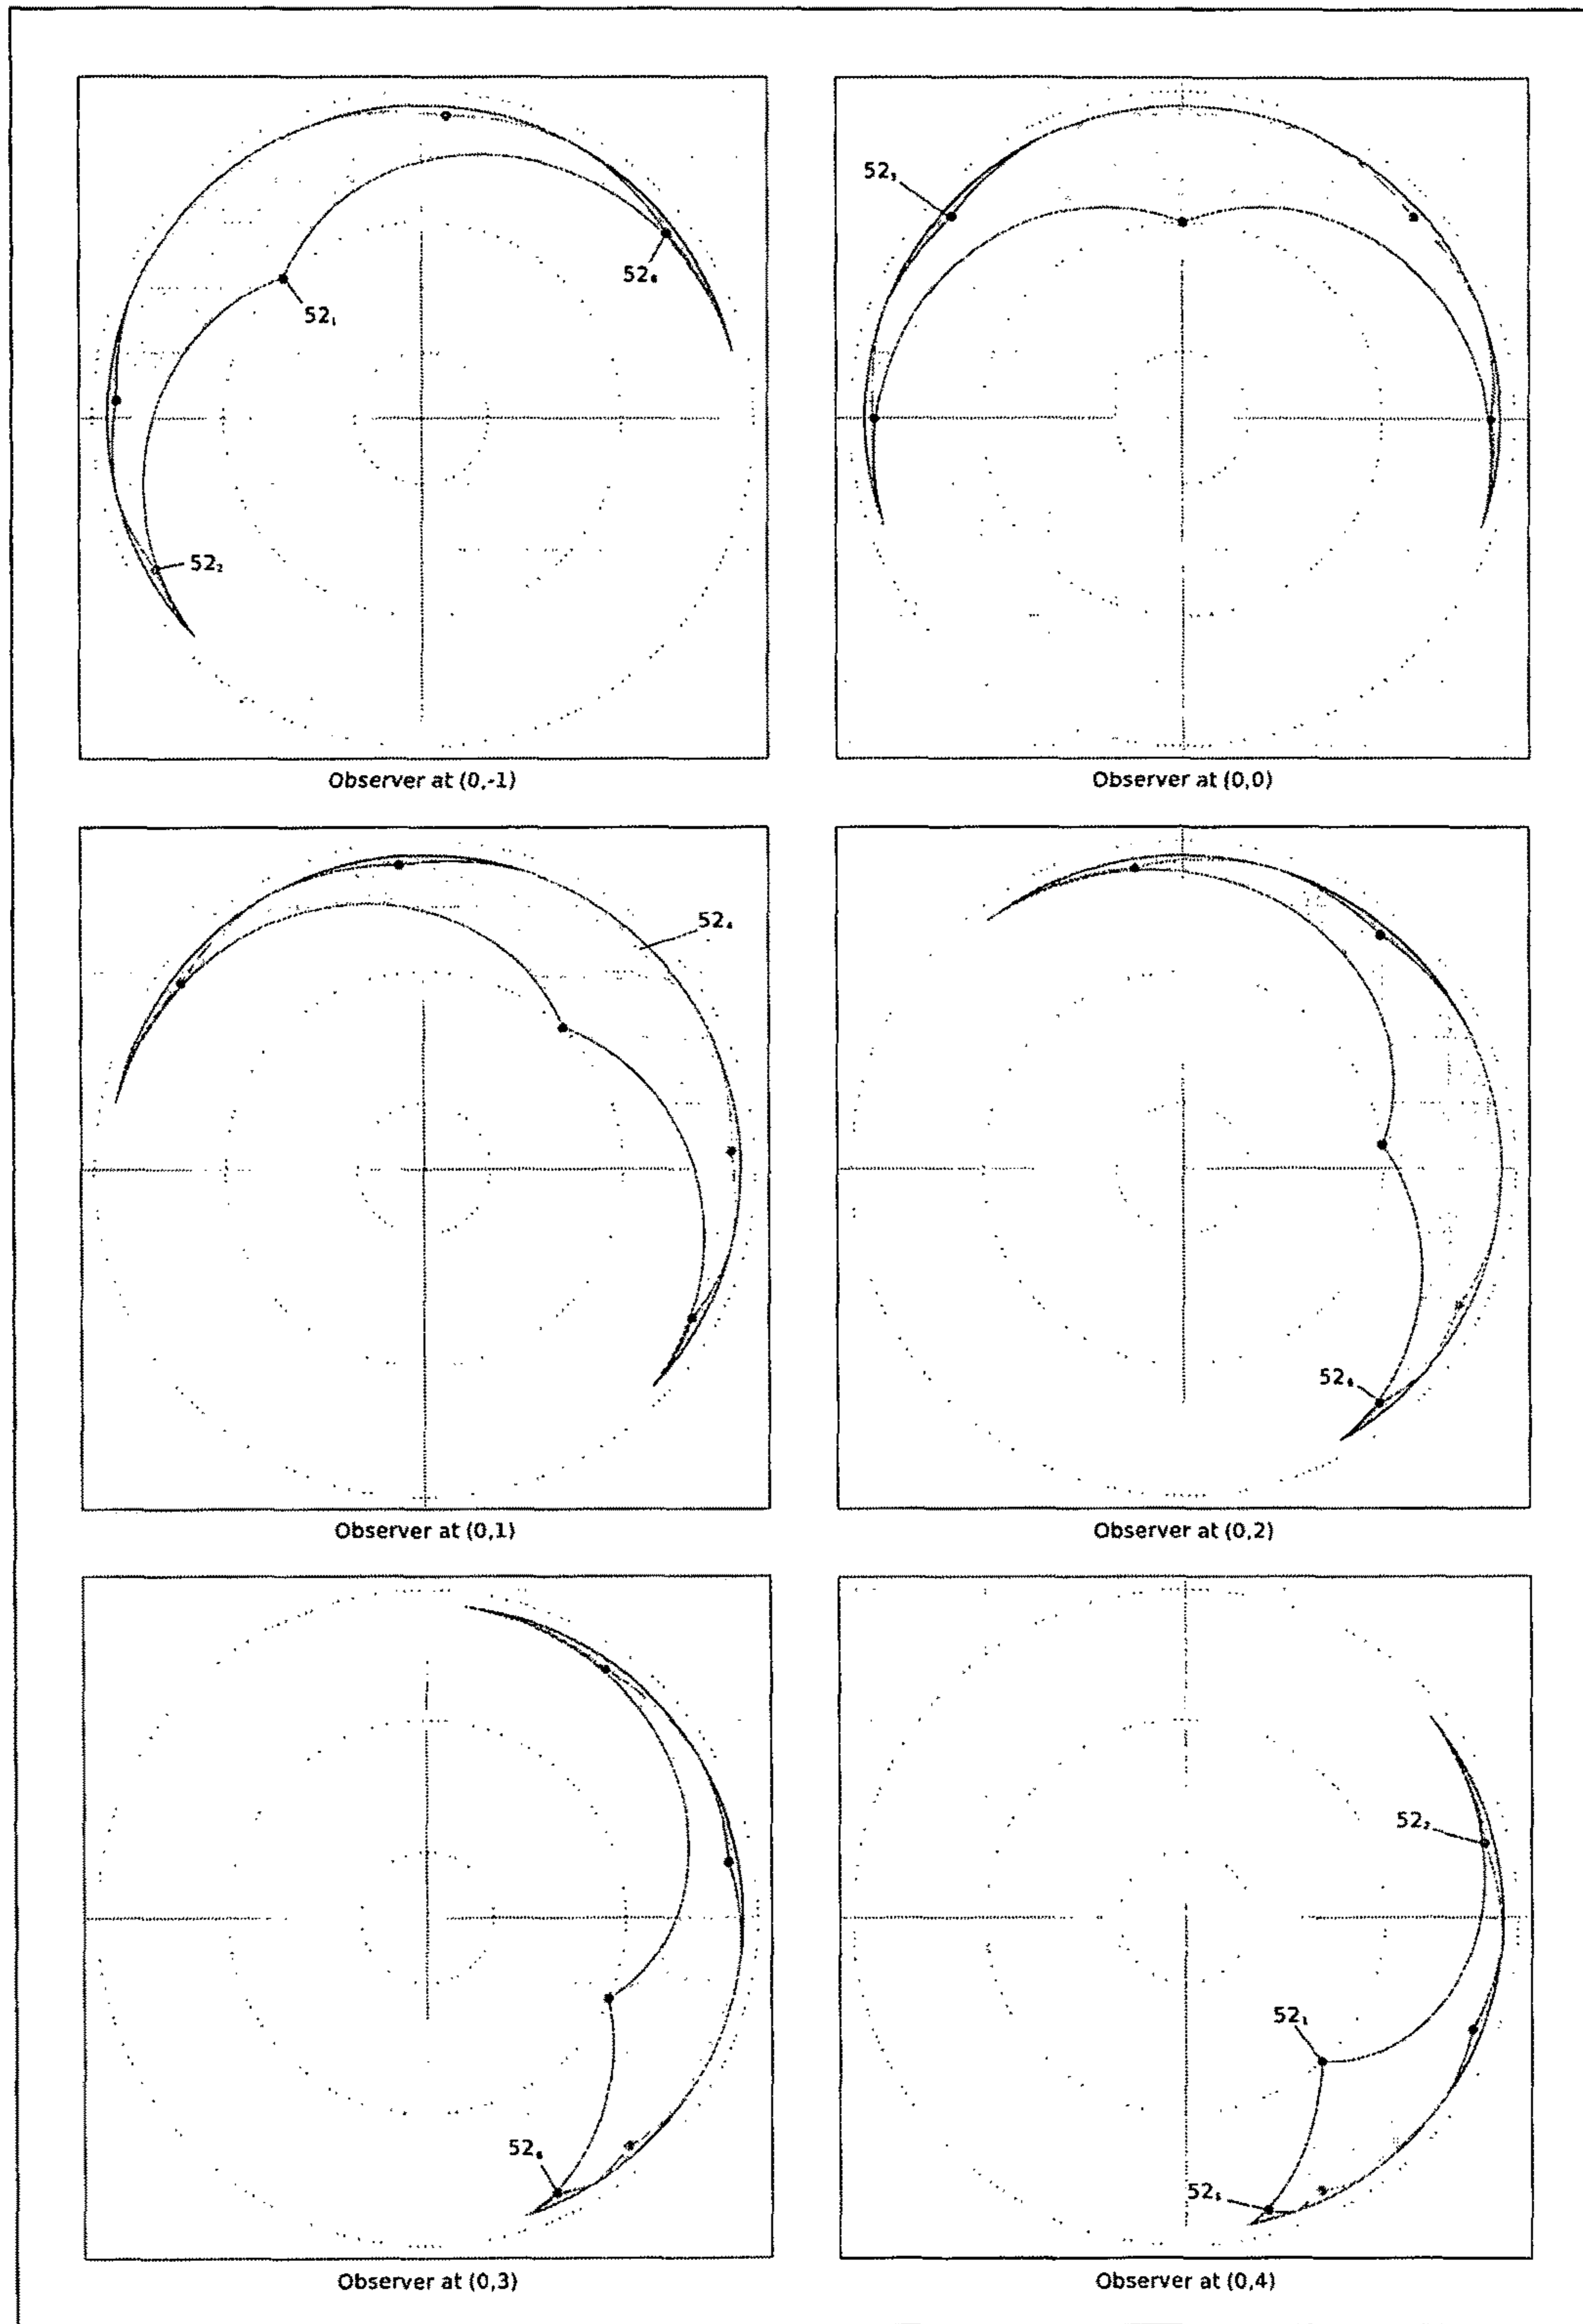 52₁
52₆
52₂
Observer at (0,-1)
52₃
Observer at (0,0)
52₄
Observer at (0,1)
52₆
Observer at (0,2)
52₆
Observer at (0,3)
52₂
52₁
Observer at (0,4)